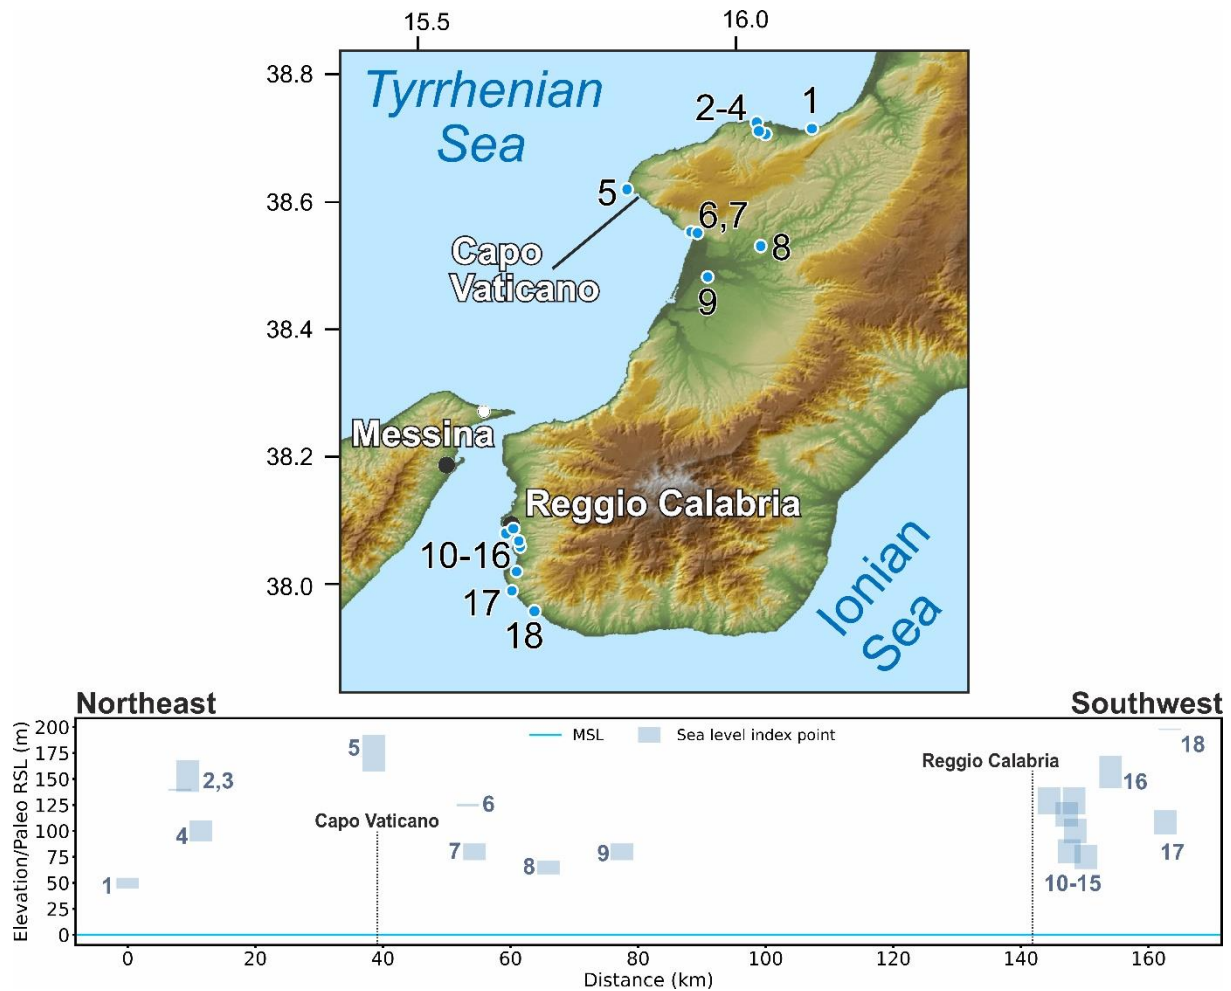 15.5
16.0
38.8
Tyrrhenian
Sea
2-4
1
38.6
5
6,7
8
Capo
Vaticano
9
38.4
Messina
38.2
Reggio Calabria
10-16
38.0
17
18
Ionian
Sea
Northeast
Southwest
Elevation/Paleo RSL (m)
200
175
150
125
100
75
50
25
0
MSL
Sea level index point
5
2,3
4
1
Capo Vaticano
6
7
8
9
Reggio Calabria
18
16
17
10-15
0
20
40
60
80
100
120
140
160
Distance (km)